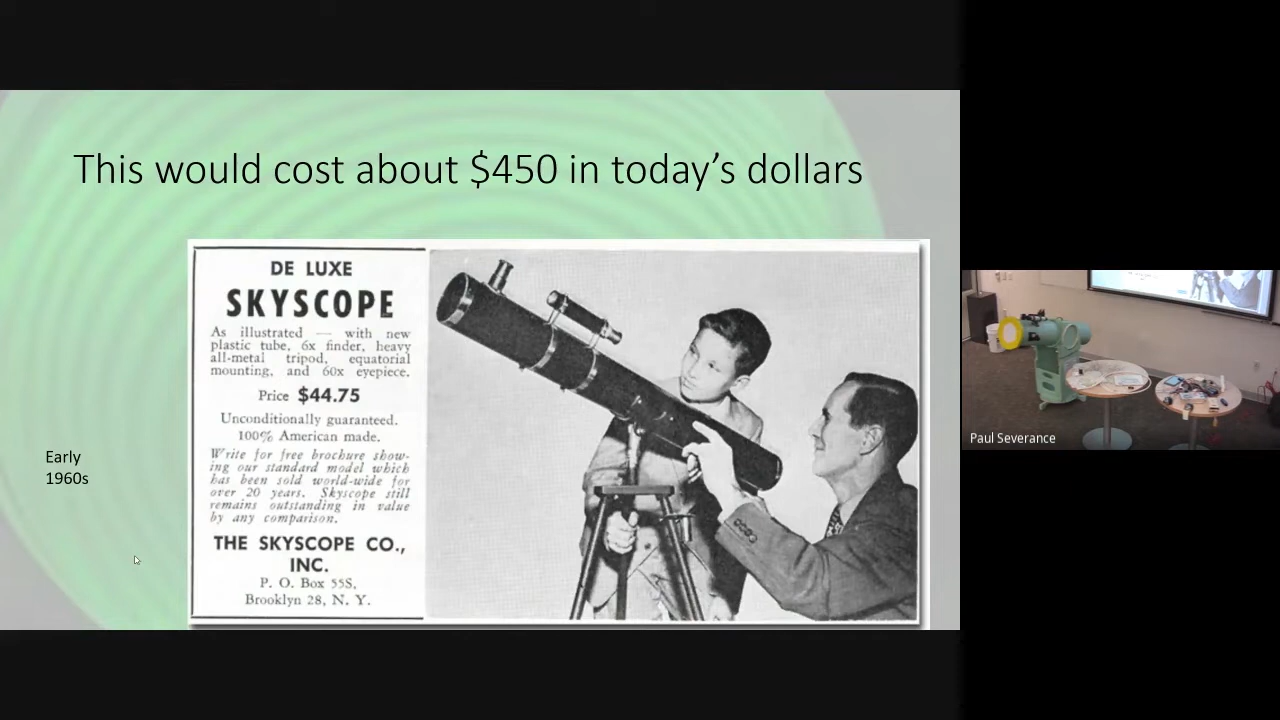 This would cost about $450 in today's dollars
DE LUXE
SKYSCOPE
As illustrated — with new
plastic tube, 6x finder, heavy
all-metal tripod, equatorial
mounting, and 60x eyepiece.
Price $44.75
Unconditionally guaranteed.
100% American made.
Write for free brochure show-
ing our standard model which
has been sold world-wide for
over 20 years. Skyscope still
remains outstanding in value
by any comparison.
THE SKYSCOPE CO.,
INC.
P. O. Box 55S,
Brooklyn 28, N. Y.
Early
1960s
Paul Severance